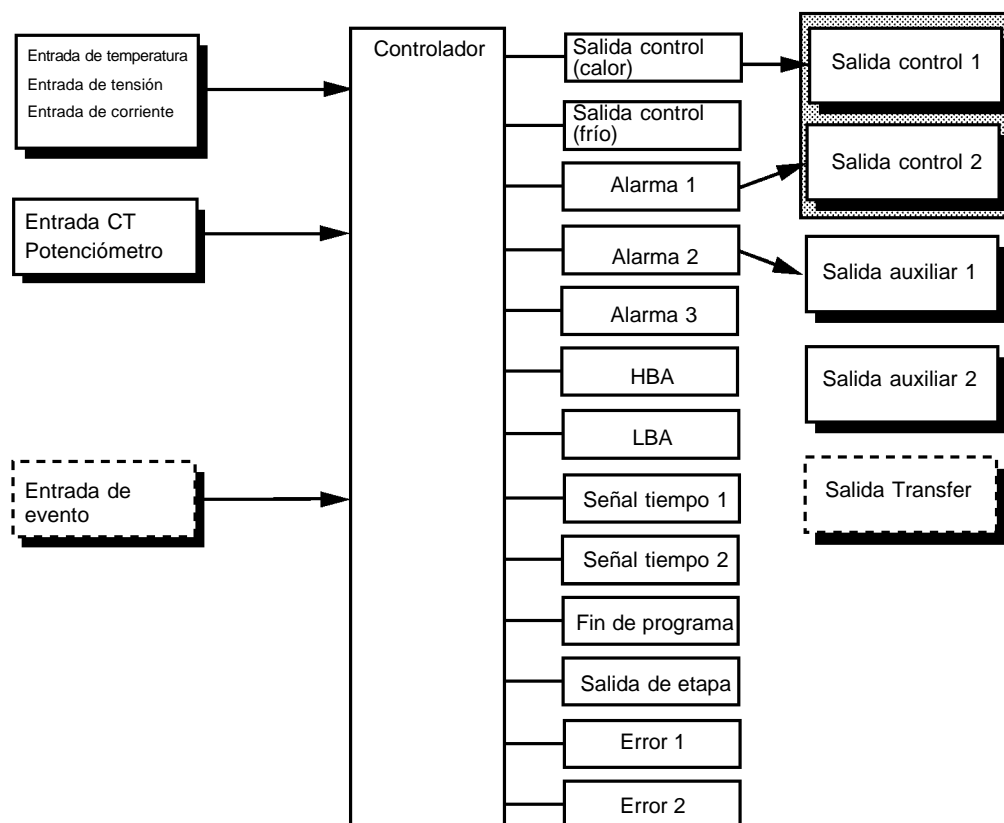 Entrada de temperatura
Entrada de tensión
Entrada de corriente
Entrada CT
Potenciómetro
Entrada de
evento
Controlador
Salida control
(calor)
Salida control
(frío)
Alarma 1
Alarma 2
Alarma 3
HBA
LBA
Señal tiempo 1
Señal tiempo 2
Fin de programa
Salida de etapa
Error 1
Error 2
Salida control 1
Salida control 2
Salida auxiliar 1
Salida auxiliar 2
Salida Transfer